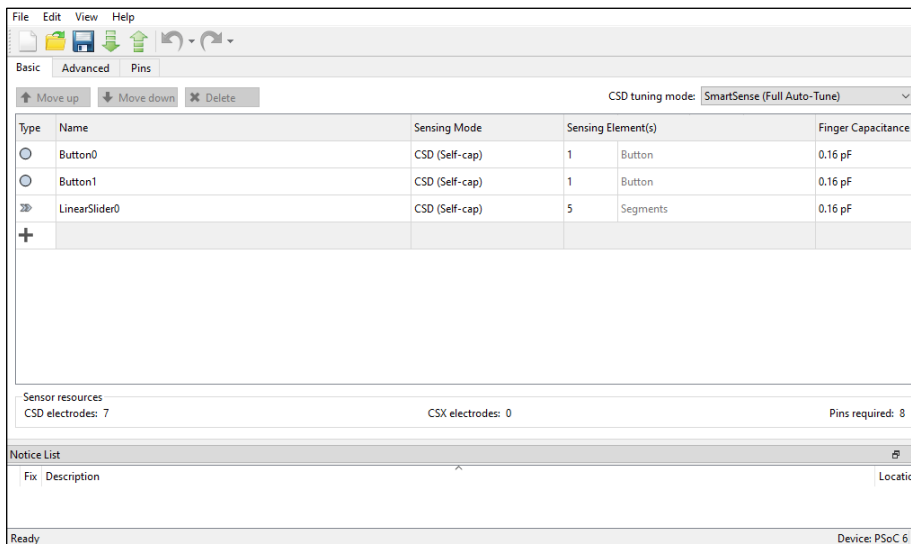 File Edit View Help
Basic Advanced Pins
Move up Move down Delete CSD tuning mode: SmartSense (Full Auto-Tune)
Type Name Sensing Mode Sensing Element(s) Finger Capacitance
Button0 CSD (Self-cap) 1 Button 0.16 pF
Button1 CSD (Self-cap) 1 Button 0.16 pF
LinearSlider0 CSD (Self-cap) 5 Segments 0.16 pF
Sensor resources
CSD electrodes: 7 CSX electrodes: 0 Pins required: 8
Notice List
Fix Description Locatio
Ready Device: PSoC 6